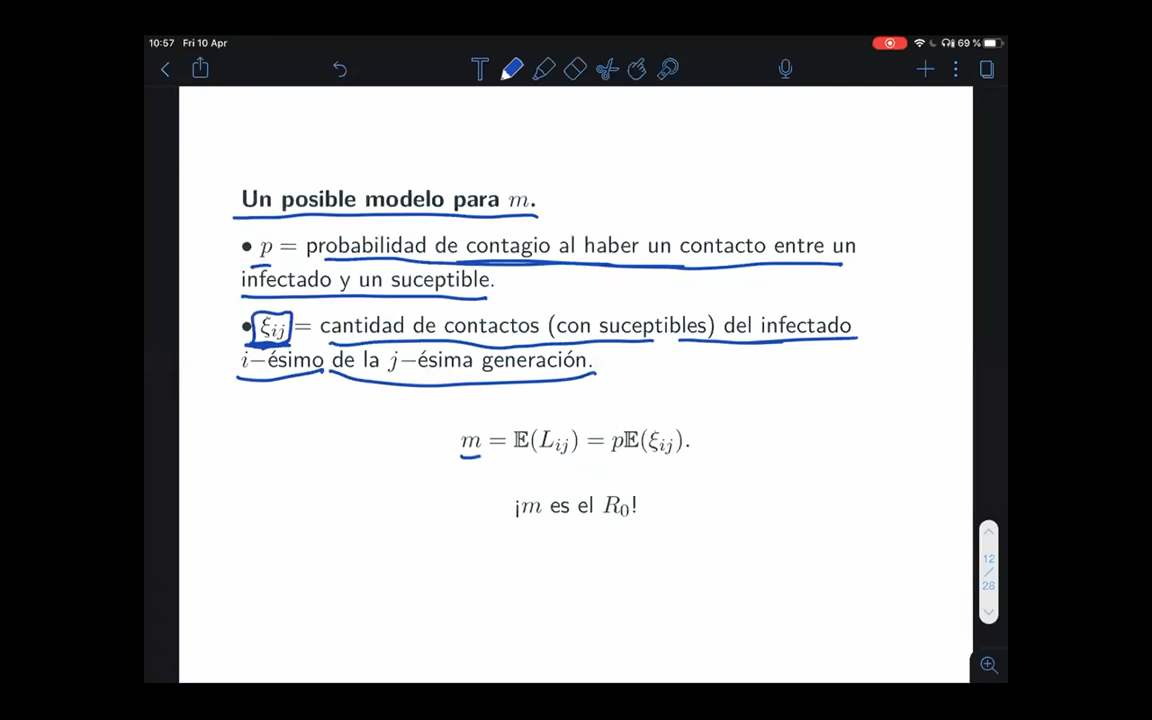 10:57 Fri 10 Apr 69 %
Un posible modelo para m.
• p = probabilidad de contagio al haber un contacto entre un
infectado y un suceptible.
• ξij = cantidad de contactos (con suceptibles) del infectado
i−ésimo de la j−ésima generación.
m = 𝔼(Lij) = p𝔼(ξij).
¡m es el R0!
12
/
28